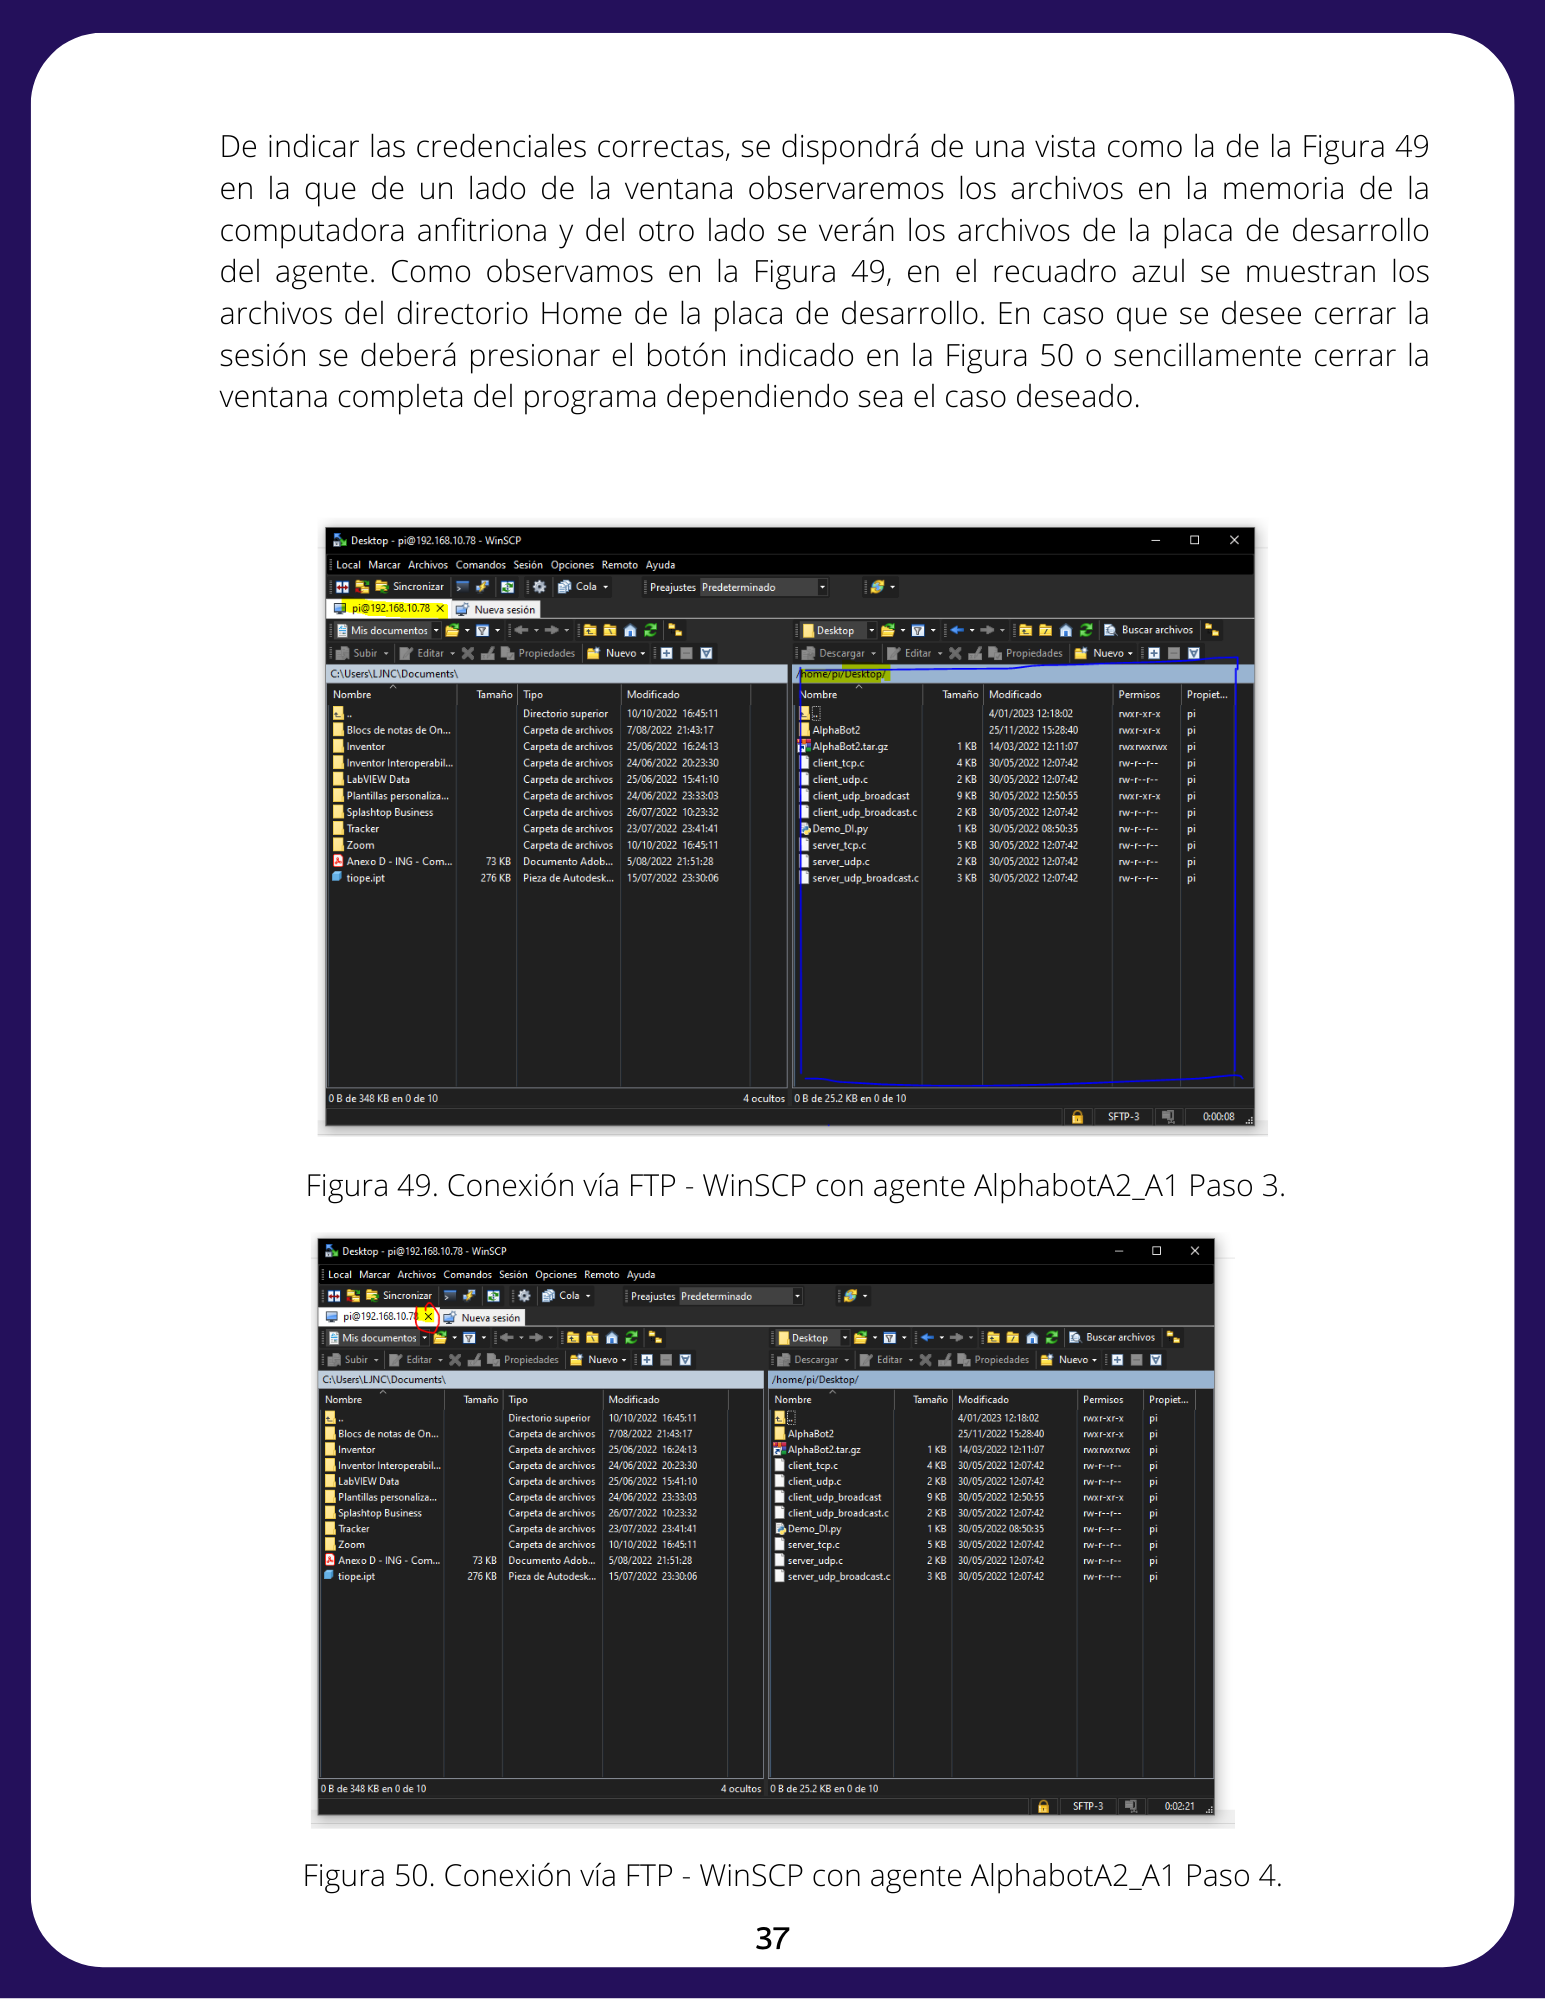 De indicar las credenciales correctas, se dispondrá de una vista como la de la Figura 49
en la que de un lado de la ventana observaremos los archivos en la memoria de la
computadora anfitriona y del otro lado se verán los archivos de la placa de desarrollo
del agente. Como observamos en la Figura 49, en el recuadro azul se muestran los
archivos del directorio Home de la placa de desarrollo. En caso que se desee cerrar la
sesión se deberá presionar el botón indicado en la Figura 50 o sencillamente cerrar la
ventana completa del programa dependiendo sea el caso deseado.
Desktop - pi@192.168.10.78 - WinSCP
Local Marcar Archivos Comandos Sesión Opciones Remoto Ayuda
Sincronizar Cola Preajustes Predeterminado
pi@192.168.10.78 Nueva sesión
Mis documentos Desktop Buscar archivos
Subir Editar Propiedades Nuevo Descargar Editar Propiedades Nuevo
C:\Users\LJNC\Documents\ /home/pi/Desktop/
Nombre Tamaño Tipo Modificado Nombre Tamaño Modificado Permisos Propiet...
.. Directorio superior 10/10/2022 16:45:11 .. 4/01/2023 12:18:02 rwxr-xr-x pi
Blocs de notas de On... Carpeta de archivos 7/08/2022 21:43:17 AlphaBot2 25/11/2022 15:28:40 rwxr-xr-x pi
Inventor Carpeta de archivos 25/06/2022 16:24:13 AlphaBot2.tar.gz 1 KB 14/03/2022 12:11:07 rwxrwxrwx pi
Inventor Interoperabil... Carpeta de archivos 24/06/2022 20:23:30 client_tcp.c 4 KB 30/05/2022 12:07:42 rw-r--r-- pi
LabVIEW Data Carpeta de archivos 25/06/2022 15:41:10 client_udp.c 2 KB 30/05/2022 12:07:42 rw-r--r-- pi
Plantillas personaliza... Carpeta de archivos 24/06/2022 23:33:03 client_udp_broadcast 9 KB 30/05/2022 12:50:55 rwxr-xr-x pi
Splashtop Business Carpeta de archivos 26/07/2022 10:23:32 client_udp_broadcast.c 2 KB 30/05/2022 12:07:42 rw-r--r-- pi
Tracker Carpeta de archivos 23/07/2022 23:41:41 Demo_DI.py 1 KB 30/05/2022 08:50:35 rw-r--r-- pi
Zoom Carpeta de archivos 10/10/2022 16:45:11 server_tcp.c 5 KB 30/05/2022 12:07:42 rw-r--r-- pi
Anexo D - ING - Com... 73 KB Documento Adob... 5/08/2022 21:51:28 server_udp.c 2 KB 30/05/2022 12:07:42 rw-r--r-- pi
tiope.ipt 276 KB Pieza de Autodesk... 15/07/2022 23:30:06 server_udp_broadcast.c 3 KB 30/05/2022 12:07:42 rw-r--r-- pi
0 B de 348 KB en 0 de 10 4 ocultos 0 B de 25.2 KB en 0 de 10
SFTP-3 0:00:08
Figura 49. Conexión vía FTP - WinSCP con agente AlphabotA2_A1 Paso 3.
Desktop - pi@192.168.10.78 - WinSCP
Local Marcar Archivos Comandos Sesión Opciones Remoto Ayuda
Sincronizar Cola Preajustes Predeterminado
pi@192.168.10.78 Nueva sesión
Mis documentos Desktop Buscar archivos
Subir Editar Propiedades Nuevo Descargar Editar Propiedades Nuevo
C:\Users\LJNC\Documents\ /home/pi/Desktop/
Nombre Tamaño Tipo Modificado Nombre Tamaño Modificado Permisos Propiet...
.. Directorio superior 10/10/2022 16:45:11 .. 4/01/2023 12:18:02 rwxr-xr-x pi
Blocs de notas de On... Carpeta de archivos 7/08/2022 21:43:17 AlphaBot2 25/11/2022 15:28:40 rwxr-xr-x pi
Inventor Carpeta de archivos 25/06/2022 16:24:13 AlphaBot2.tar.gz 1 KB 14/03/2022 12:11:07 rwxrwxrwx pi
Inventor Interoperabil... Carpeta de archivos 24/06/2022 20:23:30 client_tcp.c 4 KB 30/05/2022 12:07:42 rw-r--r-- pi
LabVIEW Data Carpeta de archivos 25/06/2022 15:41:10 client_udp.c 2 KB 30/05/2022 12:07:42 rw-r--r-- pi
Plantillas personaliza... Carpeta de archivos 24/06/2022 23:33:03 client_udp_broadcast 9 KB 30/05/2022 12:50:55 rwxr-xr-x pi
Splashtop Business Carpeta de archivos 26/07/2022 10:23:32 client_udp_broadcast.c 2 KB 30/05/2022 12:07:42 rw-r--r-- pi
Tracker Carpeta de archivos 23/07/2022 23:41:41 Demo_DI.py 1 KB 30/05/2022 08:50:35 rw-r--r-- pi
Zoom Carpeta de archivos 10/10/2022 16:45:11 server_tcp.c 5 KB 30/05/2022 12:07:42 rw-r--r-- pi
Anexo D - ING - Com... 73 KB Documento Adob... 5/08/2022 21:51:28 server_udp.c 2 KB 30/05/2022 12:07:42 rw-r--r-- pi
tiope.ipt 276 KB Pieza de Autodesk... 15/07/2022 23:30:06 server_udp_broadcast.c 3 KB 30/05/2022 12:07:42 rw-r--r-- pi
0 B de 348 KB en 0 de 10 4 ocultos 0 B de 25.2 KB en 0 de 10
SFTP-3 0:02:21
Figura 50. Conexión vía FTP - WinSCP con agente AlphabotA2_A1 Paso 4.
37